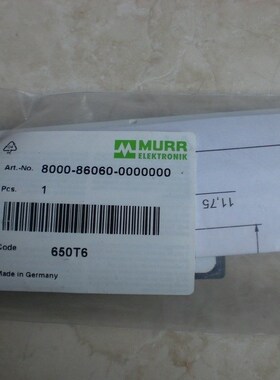 MURR
ELEKTRONIK
Art.-No. 8000-86060-0000000
Pcs. 1
Code 650T6
Made in Germany
11,75